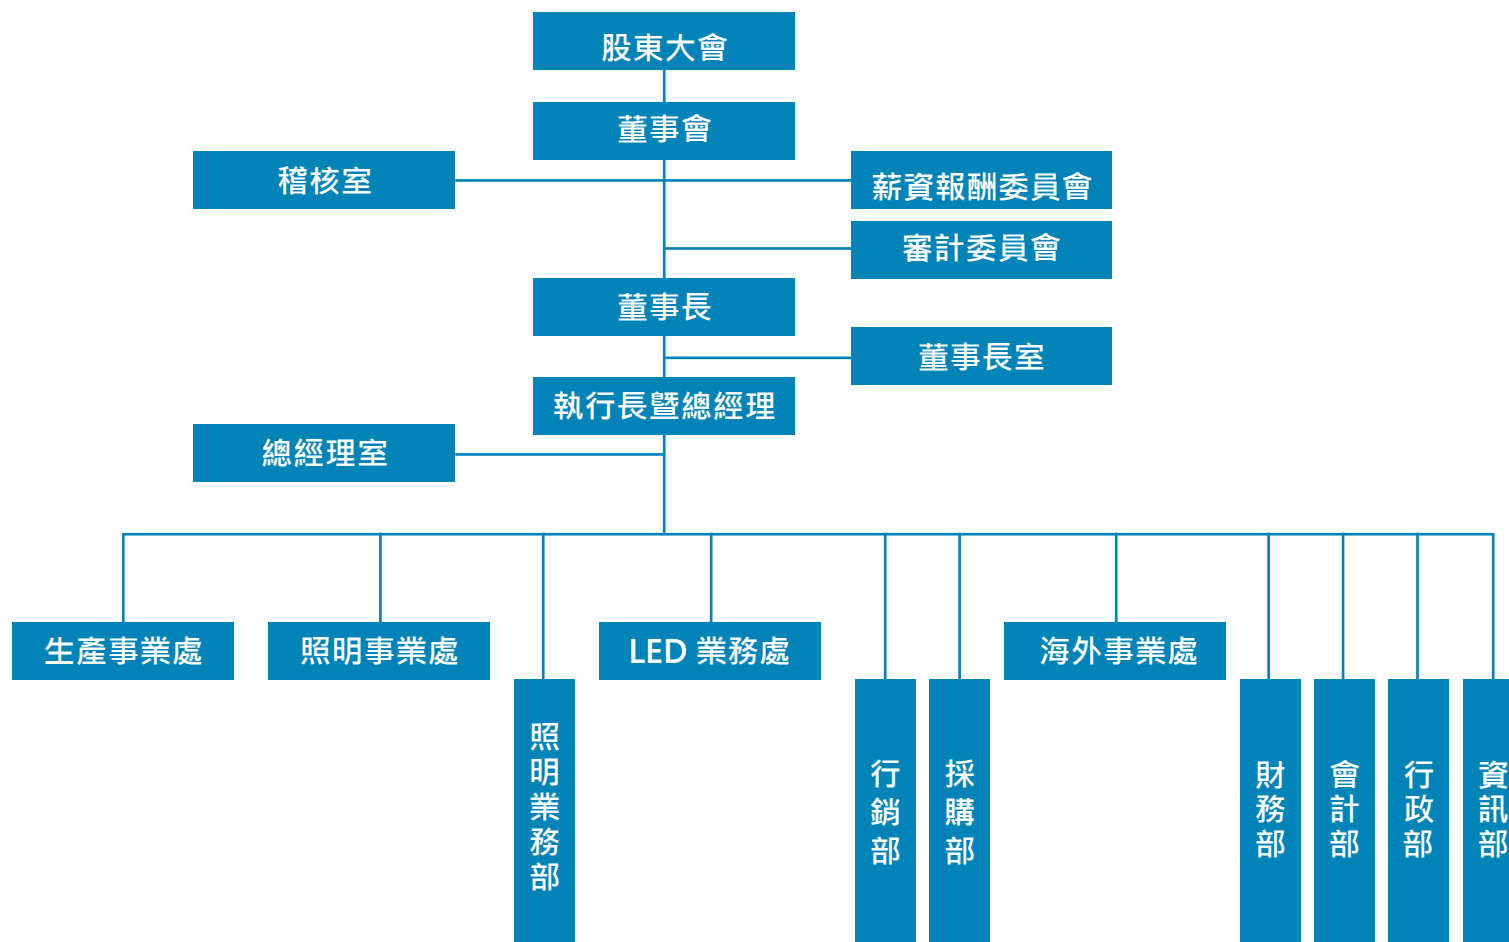 股東大會
董事會
稽核室
薪資報酬委員會
審計委員會
董事長
董事長室
執行長暨總經理
總經理室
生產事業處
照明事業處
照明業務部
LED 業務處
行銷部
採購部
海外事業處
財務部
會計部
行政部
資訊部